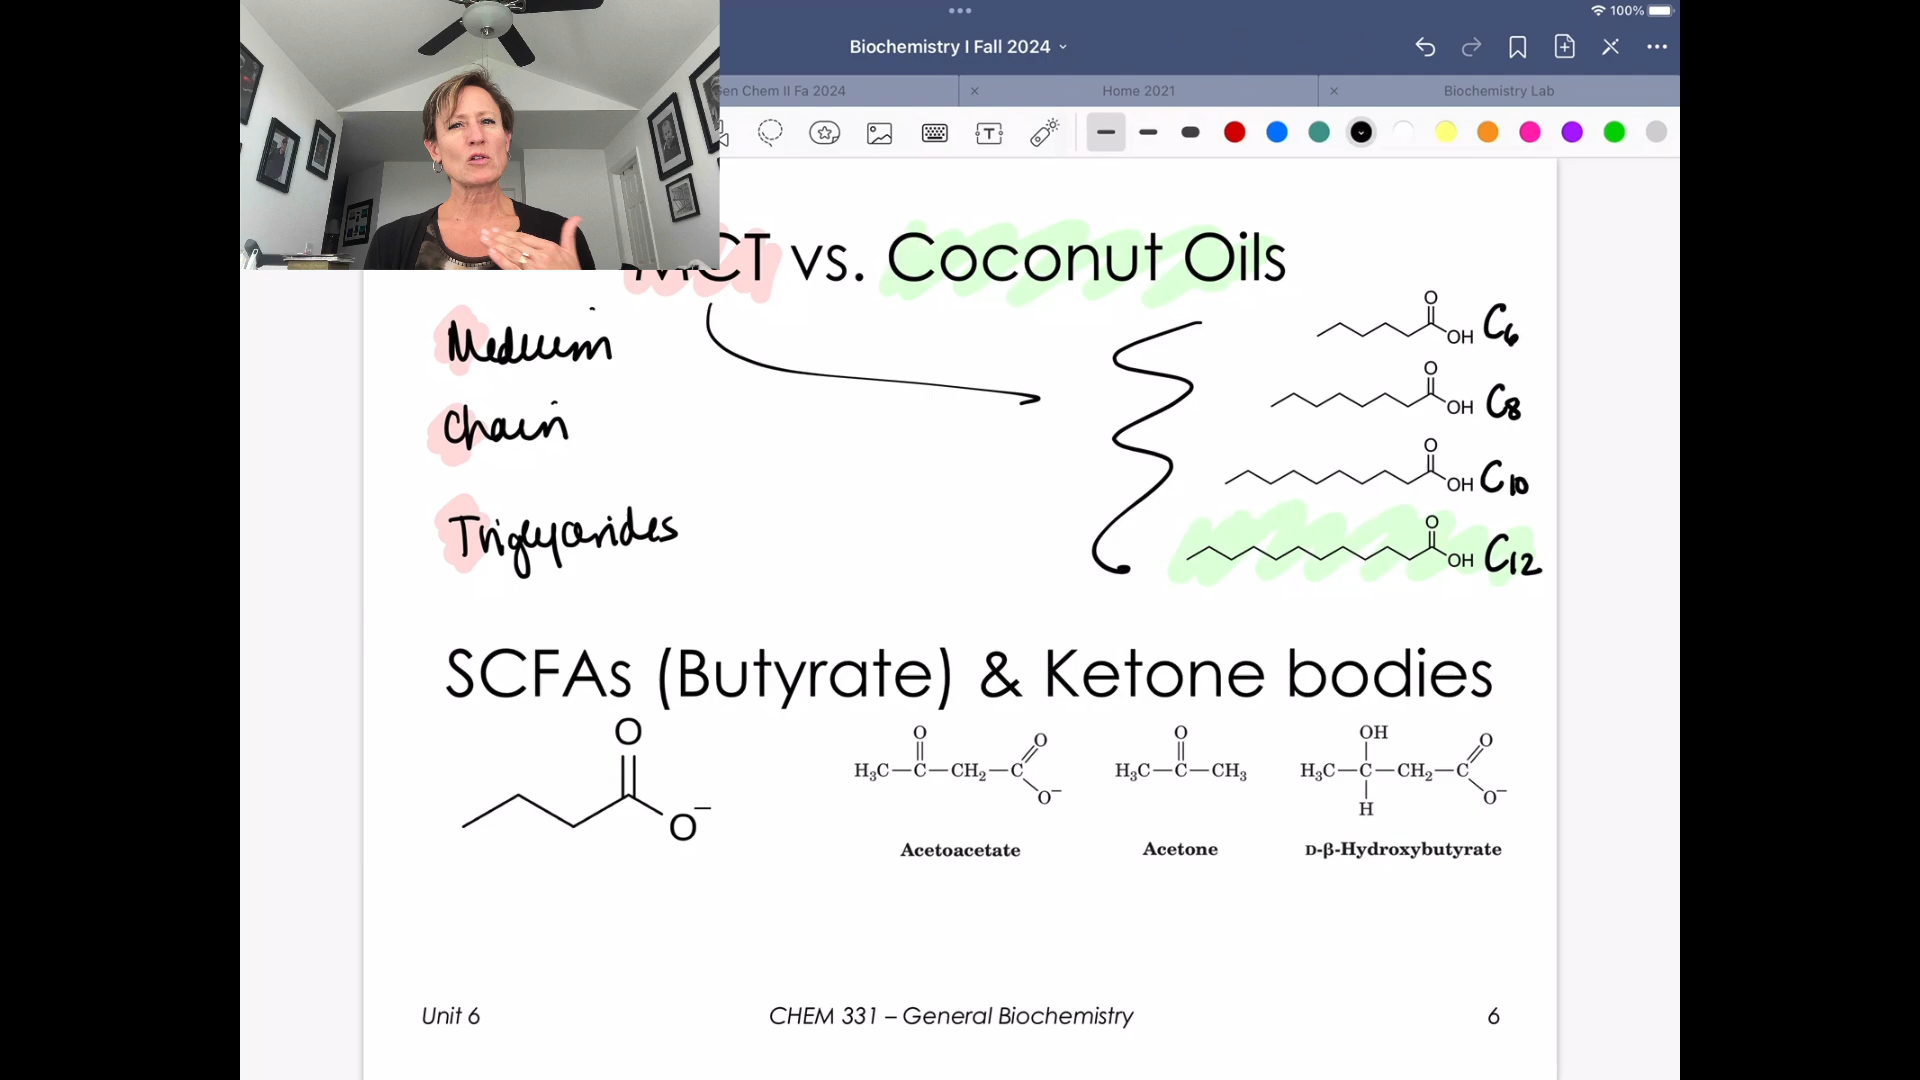 100%
Biochemistry I Fall 2024
Gen Chem II Fa 2024
Home 2021
Biochemistry Lab
MCT vs. Coconut Oils
Medium
Chain
Triglycerides
O
OH C6
O
OH C8
O
OH C10
O
OH C12
SCFAs (Butyrate) & Ketone bodies
O
O⁻
O O
H₃C—C—CH₂—C
O⁻
Acetoacetate
O
H₃C—C—CH₃
Acetone
OH O
H₃C—C—CH₂—C
H O⁻
D-β-Hydroxybutyrate
Unit 6
CHEM 331 – General Biochemistry
6